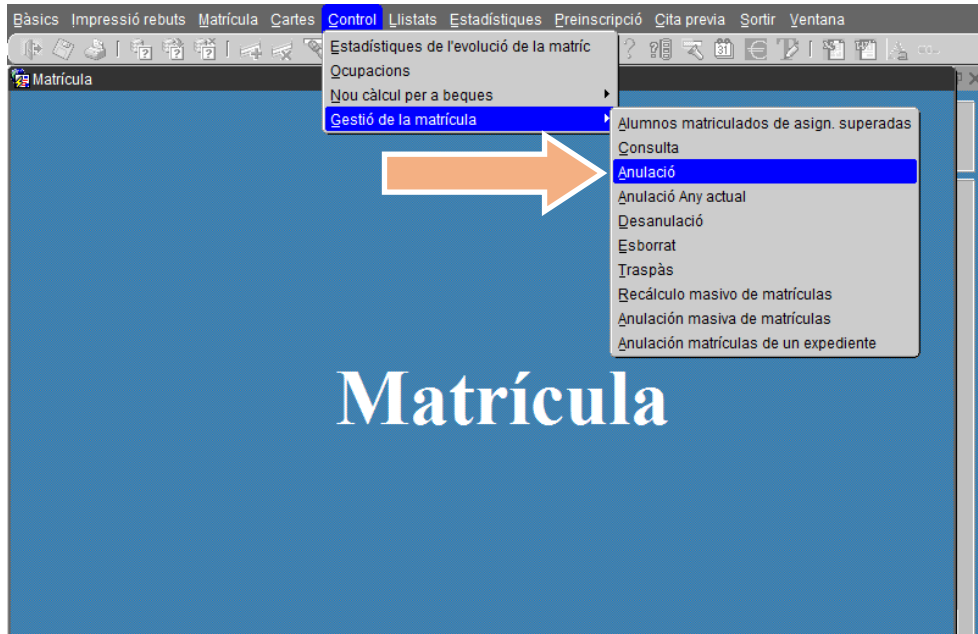 Bàsics Impressió rebuts Matrícula Cartes Control Llistats Estadístiques Preinscripció Cita previa Sortir Ventana
Matrícula
Estadístiques de l'evolució de la matríc
Ocupacions
Nou càlcul per a beques
Gestió de la matrícula
Alumnos matriculados de asign. superadas
Consulta
Anulació
Anulació Any actual
Desanulació
Esborrat
Traspàs
Recálculo masivo de matrículas
Anulación masiva de matrículas
Anulación matrículas de un expediente
Matrícula